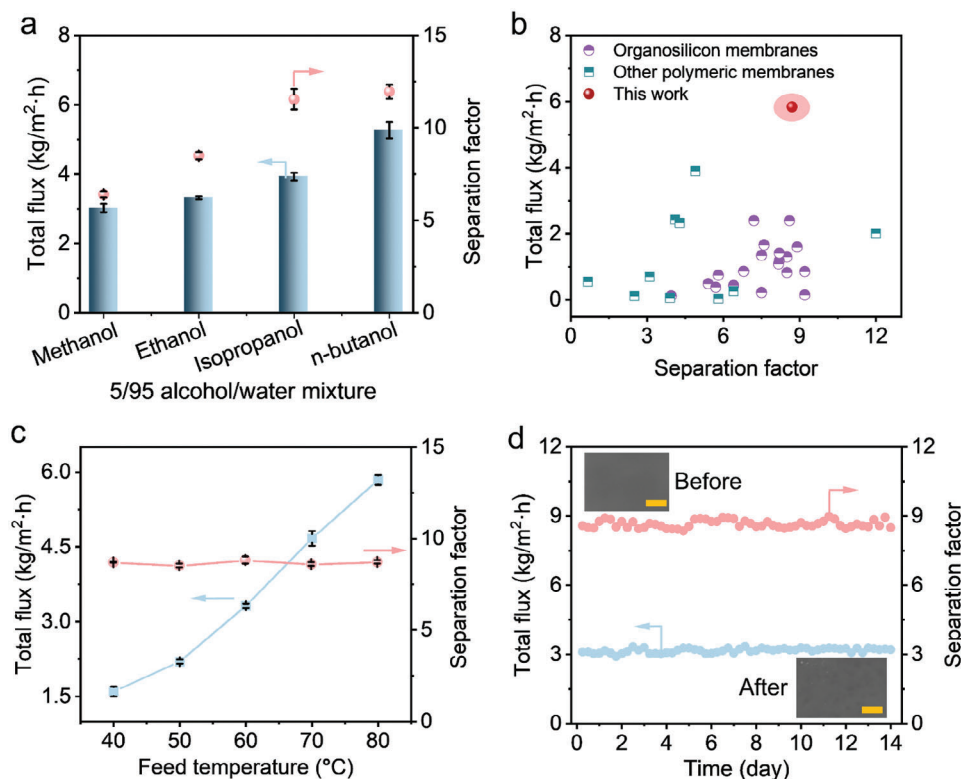 a
Total flux (kg/m²·h)
8
6
4
2
0
15
10
5
0
Separation factor
Methanol
Ethanol
Isopropanol
n-butanol
5/95 alcohol/water mixture
b
Total flux (kg/m²·h)
9
6
3
0
Organosilicon membranes
Other polymeric membranes
This work
0 3 6 9 12
Separation factor
c
Total flux (kg/m²·h)
6.0
4.5
3.0
1.5
15
10
5
0
Separation factor
40 50 60 70 80
Feed temperature (°C)
d
Total flux (kg/m²·h)
12
9
6
3
0
Before
After
12
9
6
3
0
Separation factor
0 2 4 6 8 10 12 14
Time (day)